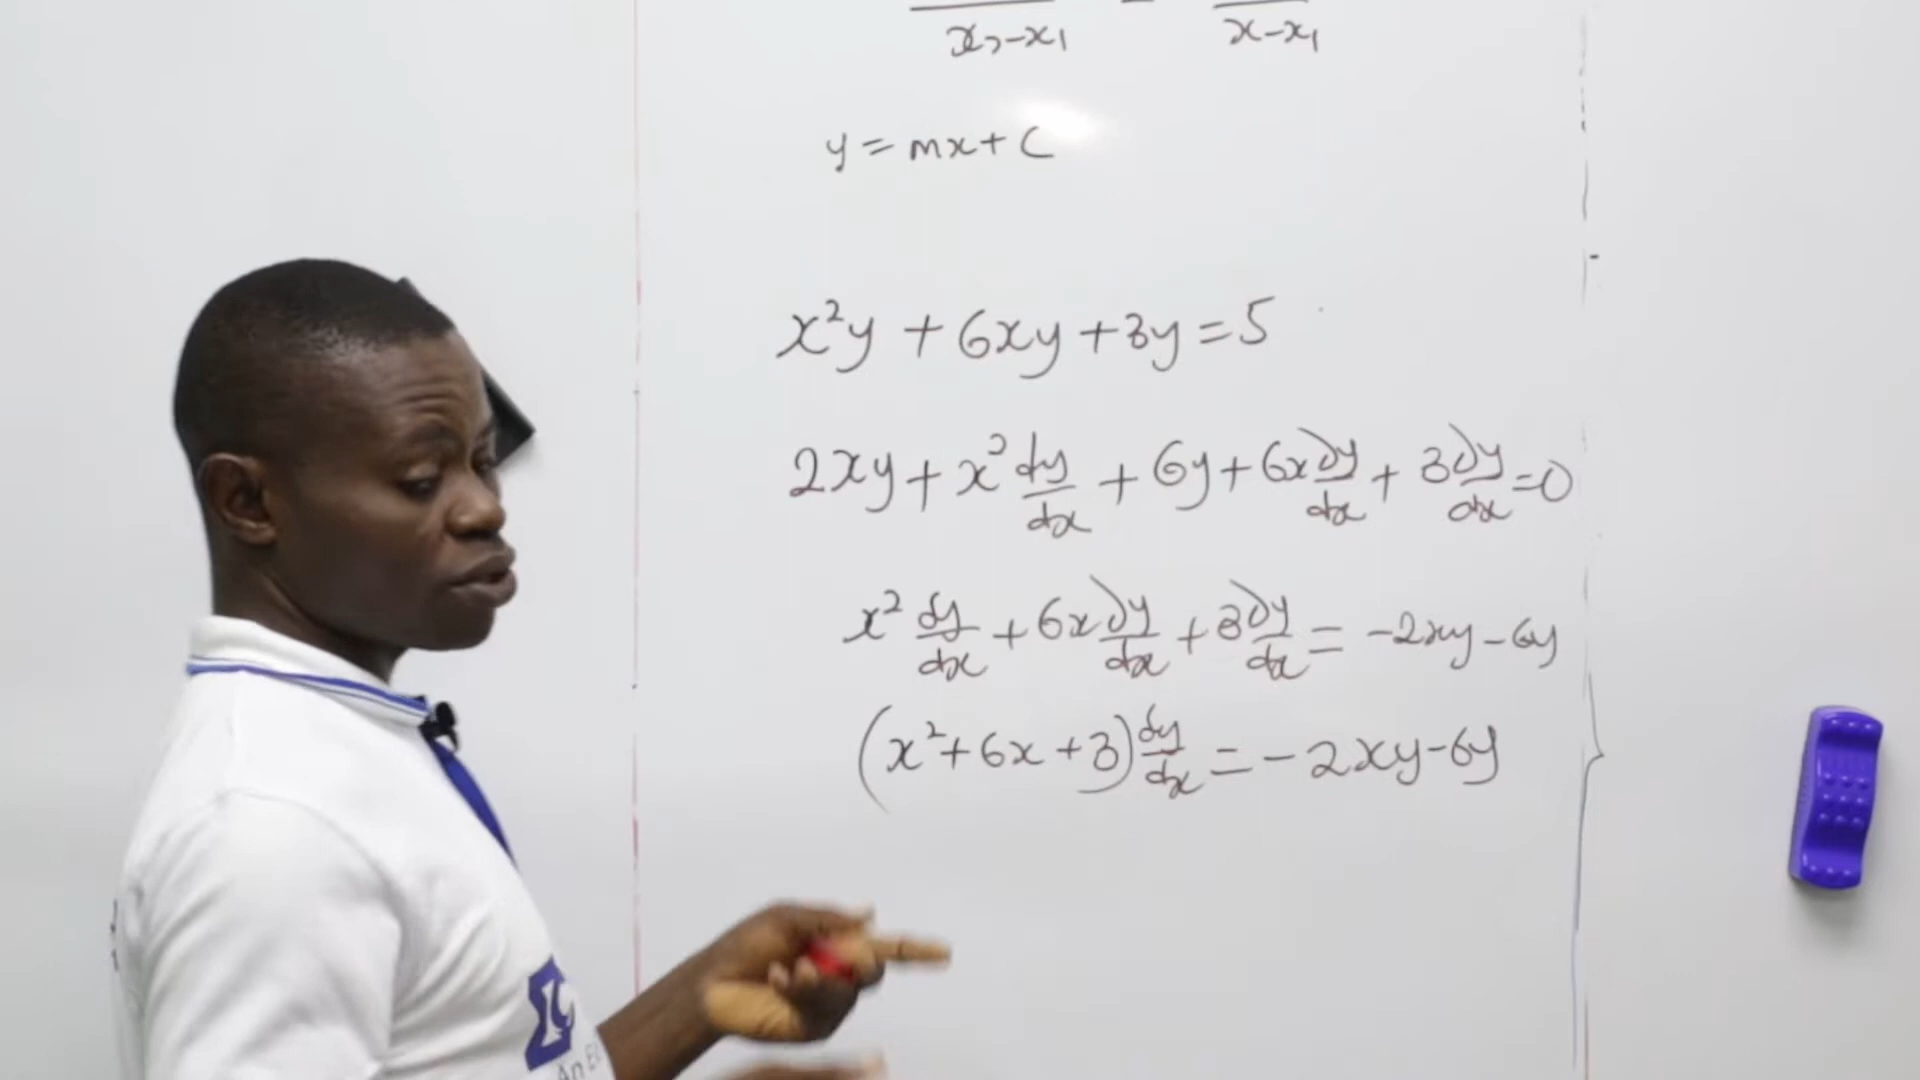 x₂-x₁ = x-x₁
y = mx + C
x²y + 6xy + 3y = 5
2xy + x² dy/dx + 6y + 6x dy/dx + 3 dy/dx = 0
x² dy/dx + 6x dy/dx + 3 dy/dx = -2xy - 6y
(x² + 6x + 3) dy/dx = -2xy - 6y